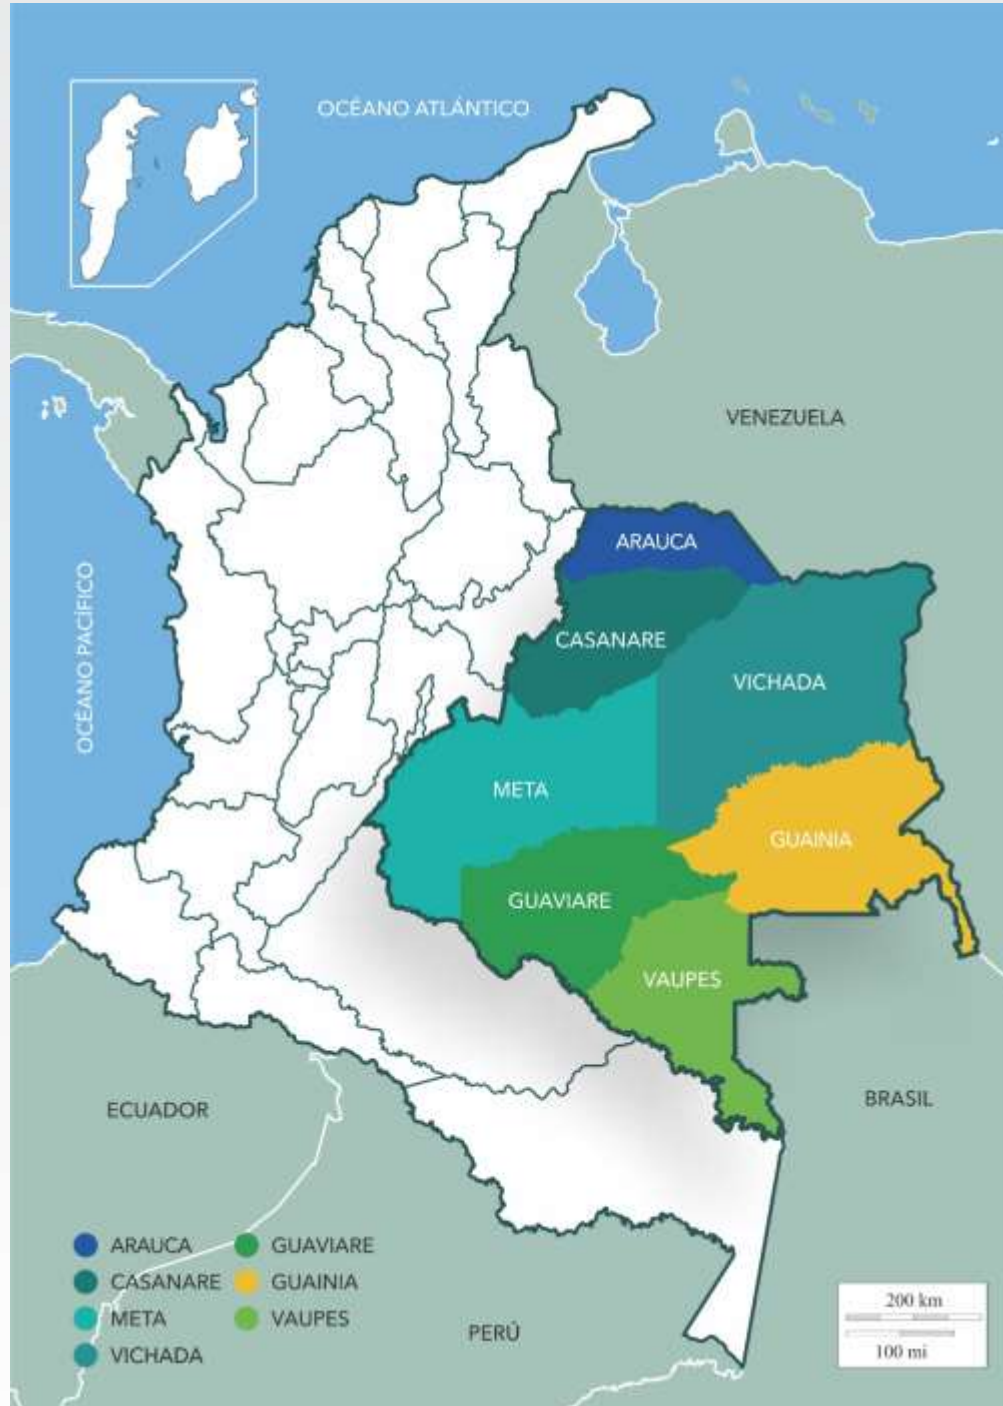 OCÉANO ATLÁNTICO
VENEZUELA
ARAUCA
OCÉANO PACÍFICO
CASANARE
VICHADA
META
GUAINIA
GUAVIARE
VAUPES
ECUADOR
BRASIL
PERÚ
ARAUCA
CASANARE
META
VICHADA
GUAVIARE
GUAINIA
VAUPES
200 km
100 mi